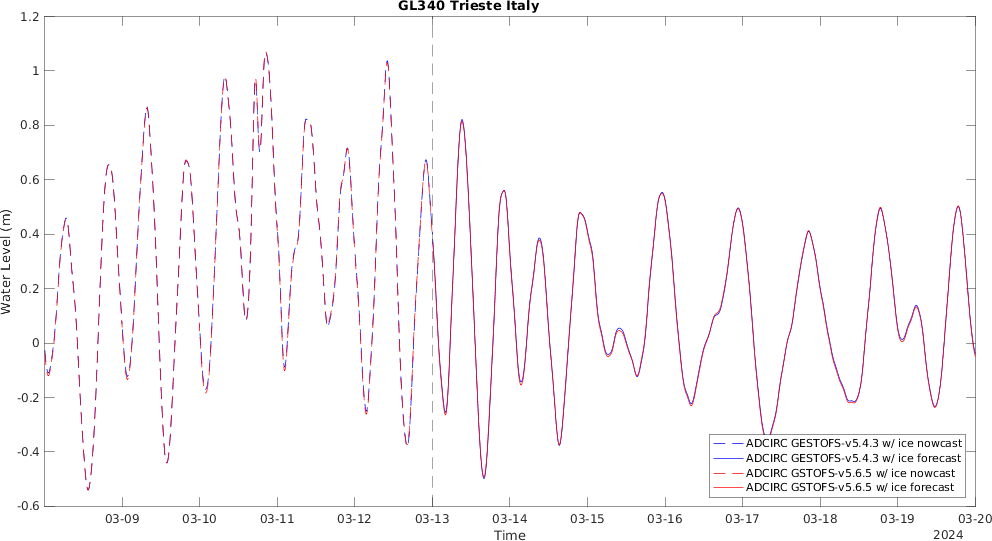 GL340 Trieste Italy
1.2
1
0.8
0.6
0.4
0.2
0
-0.2
-0.4
-0.6
Water Level (m)
ADCIRC GESTOFS-v5.4.3 w/ ice nowcast
ADCIRC GESTOFS-v5.4.3 w/ ice forecast
ADCIRC GSTOFS-v5.6.5 w/ ice nowcast
ADCIRC GSTOFS-v5.6.5 w/ ice forecast
03-09 03-10 03-11 03-12 03-13 03-14 03-15 03-16 03-17 03-18 03-19 03-20
Time
2024